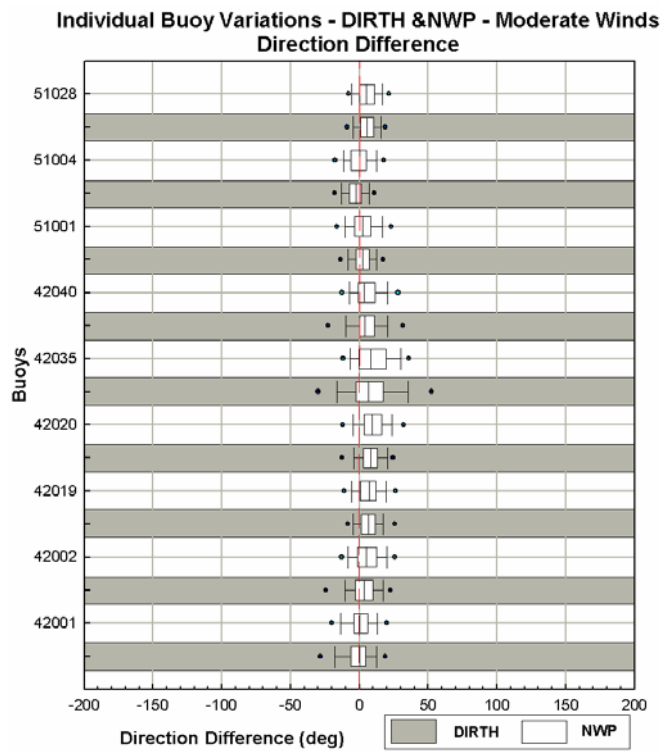 Individual Buoy Variations - DIRTH &NWP - Moderate Winds
Direction Difference
51028
51004
51001
42040
42035
Buoys
42020
42019
42002
42001
-200 -150 -100 -50 0 50 100 150 200
Direction Difference (deg)
DIRTH NWP